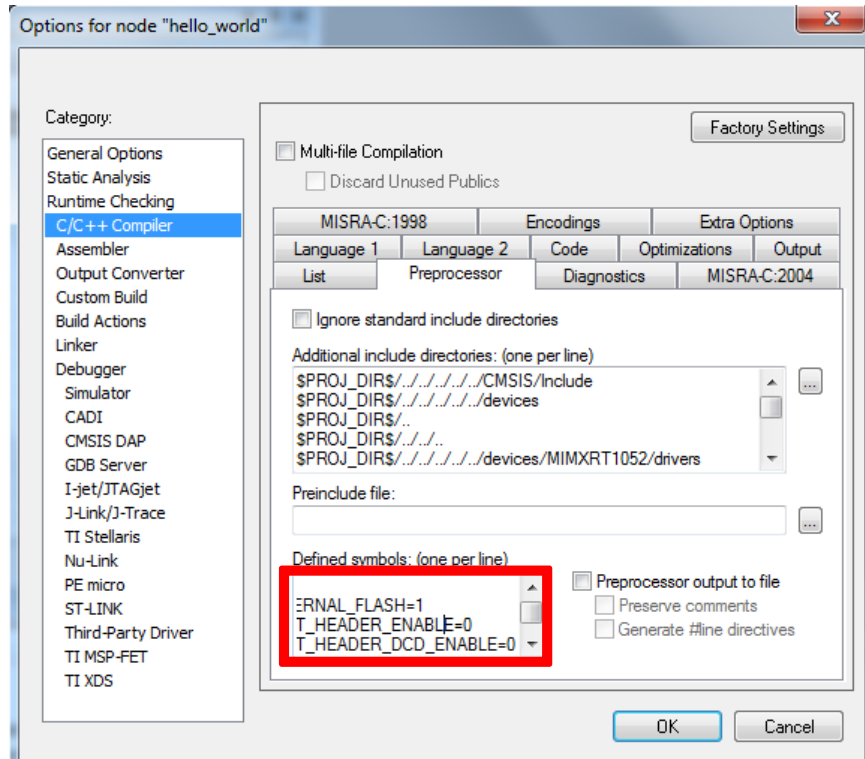 Options for node "hello_world"
Category:
General Options
Static Analysis
Runtime Checking
C/C++ Compiler
Assembler
Output Converter
Custom Build
Build Actions
Linker
Debugger
Simulator
CADI
CMSIS DAP
GDB Server
I-jet/JTAGjet
J-Link/J-Trace
TI Stellaris
Nu-Link
PE micro
ST-LINK
Third-Party Driver
TI MSP-FET
TI XDS
Factory Settings
Multi-file Compilation
Discard Unused Publics
MISRA-C:1998 Encodings Extra Options
Language 1 Language 2 Code Optimizations Output
List Preprocessor Diagnostics MISRA-C:2004
Ignore standard include directories
Additional include directories: (one per line)
$PROJ_DIR$/../../../../../CMSIS/Include
$PROJ_DIR$/../../../../../devices
$PROJ_DIR$/..
$PROJ_DIR$/../../..
$PROJ_DIR$/../../../../../devices/MIMXRT1052/drivers
...
Preinclude file:
...
Defined symbols: (one per line)
ERNAL_FLASH=1
T_HEADER_ENABLE=0
T_HEADER_DCD_ENABLE=0
Preprocessor output to file
Preserve comments
Generate #line directives
OK Cancel